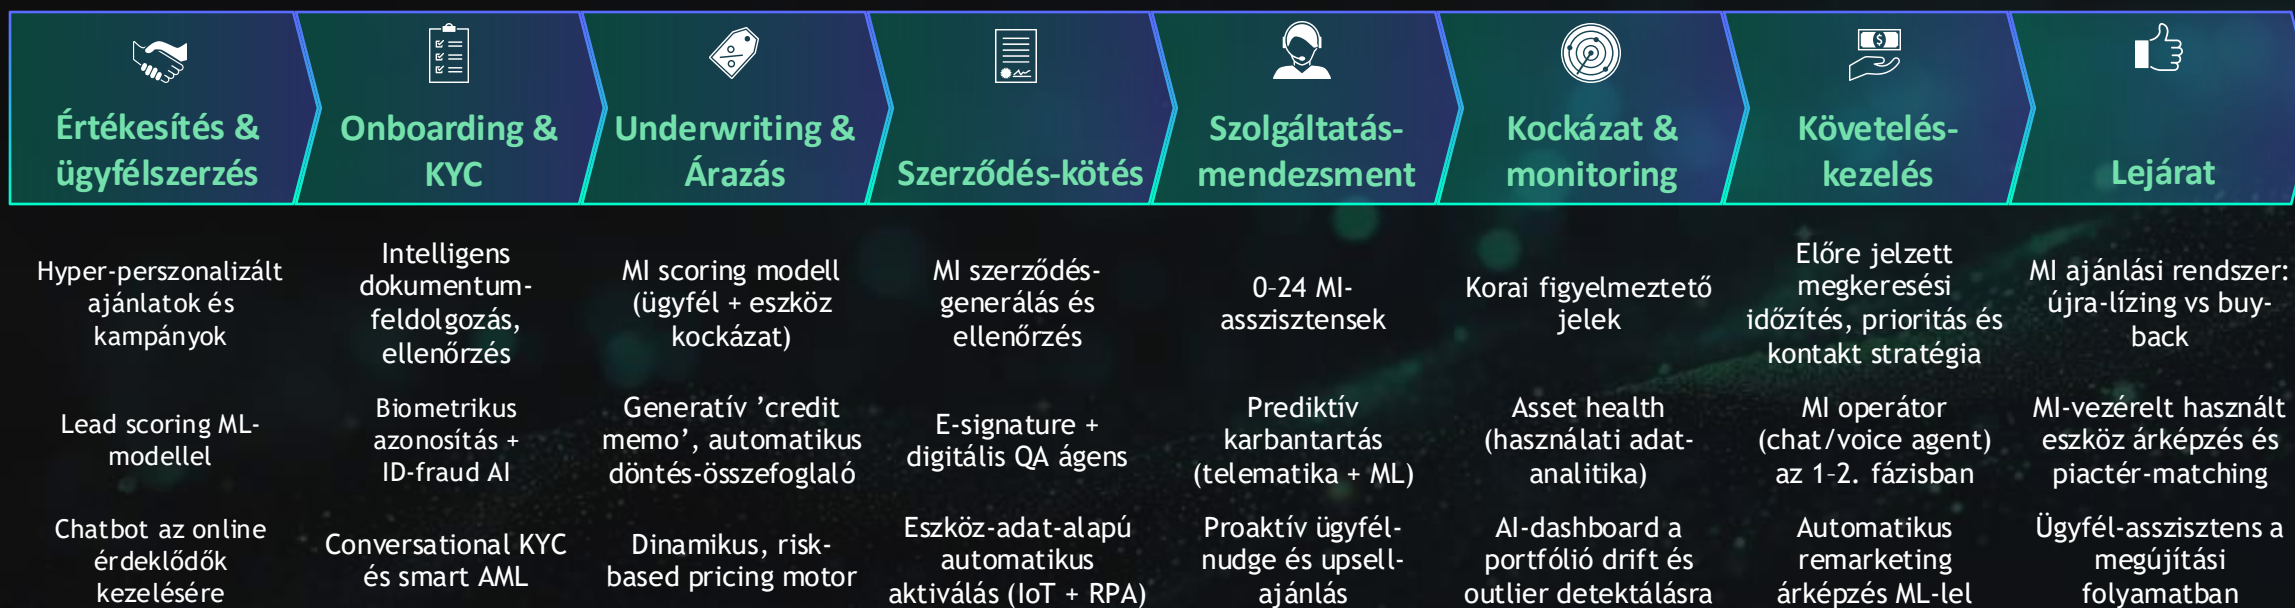 Értékesítés &
ügyfélszerzés
Onboarding &
KYC
Underwriting &
Árazás
Szerződés-kötés
Szolgáltatás-
mendezsment
Kockázat &
monitoring
Követelés-
kezelés
Lejárat
Hyper-perszonalizált
ajánlatok és
kampányok
Intelligens
dokumentum-
feldolgozás,
ellenőrzés
MI scoring modell
(ügyfél + eszköz
kockázat)
MI szerződés-
generálás és
ellenőrzés
0–24 MI-
asszisztensek
Korai figyelmeztető
jelek
Előre jelzett
megkeresési
időzítés, prioritás és
kontakt stratégia
MI ajánlási rendszer:
újra-lízing vs buy-
back
Lead scoring ML-
modellel
Biometrikus
azonosítás +
ID-fraud AI
Generatív ’credit
memo’, automatikus
döntés-összefoglaló
E-signature +
digitális QA ágens
Prediktív
karbantartás
(telematika + ML)
Asset health
(használati adat-
analitika)
MI operátor
(chat/voice agent)
az 1–2. fázisban
MI-vezérelt használt
eszköz árképzés és
piactér-matching
Chatbot az online
érdeklődők
kezelésére
Conversational KYC
és smart AML
Dinamikus, risk-
based pricing motor
Eszköz-adat-alapú
automatikus
aktiválás (IoT + RPA)
Proaktív ügyfél-
nudge és upsell-
ajánlás
AI-dashboard a
portfólió drift és
outlier detektálásra
Automatikus
remarketing
árképzés ML-lel
Ügyfél-asszisztens a
megújítási
folyamatban